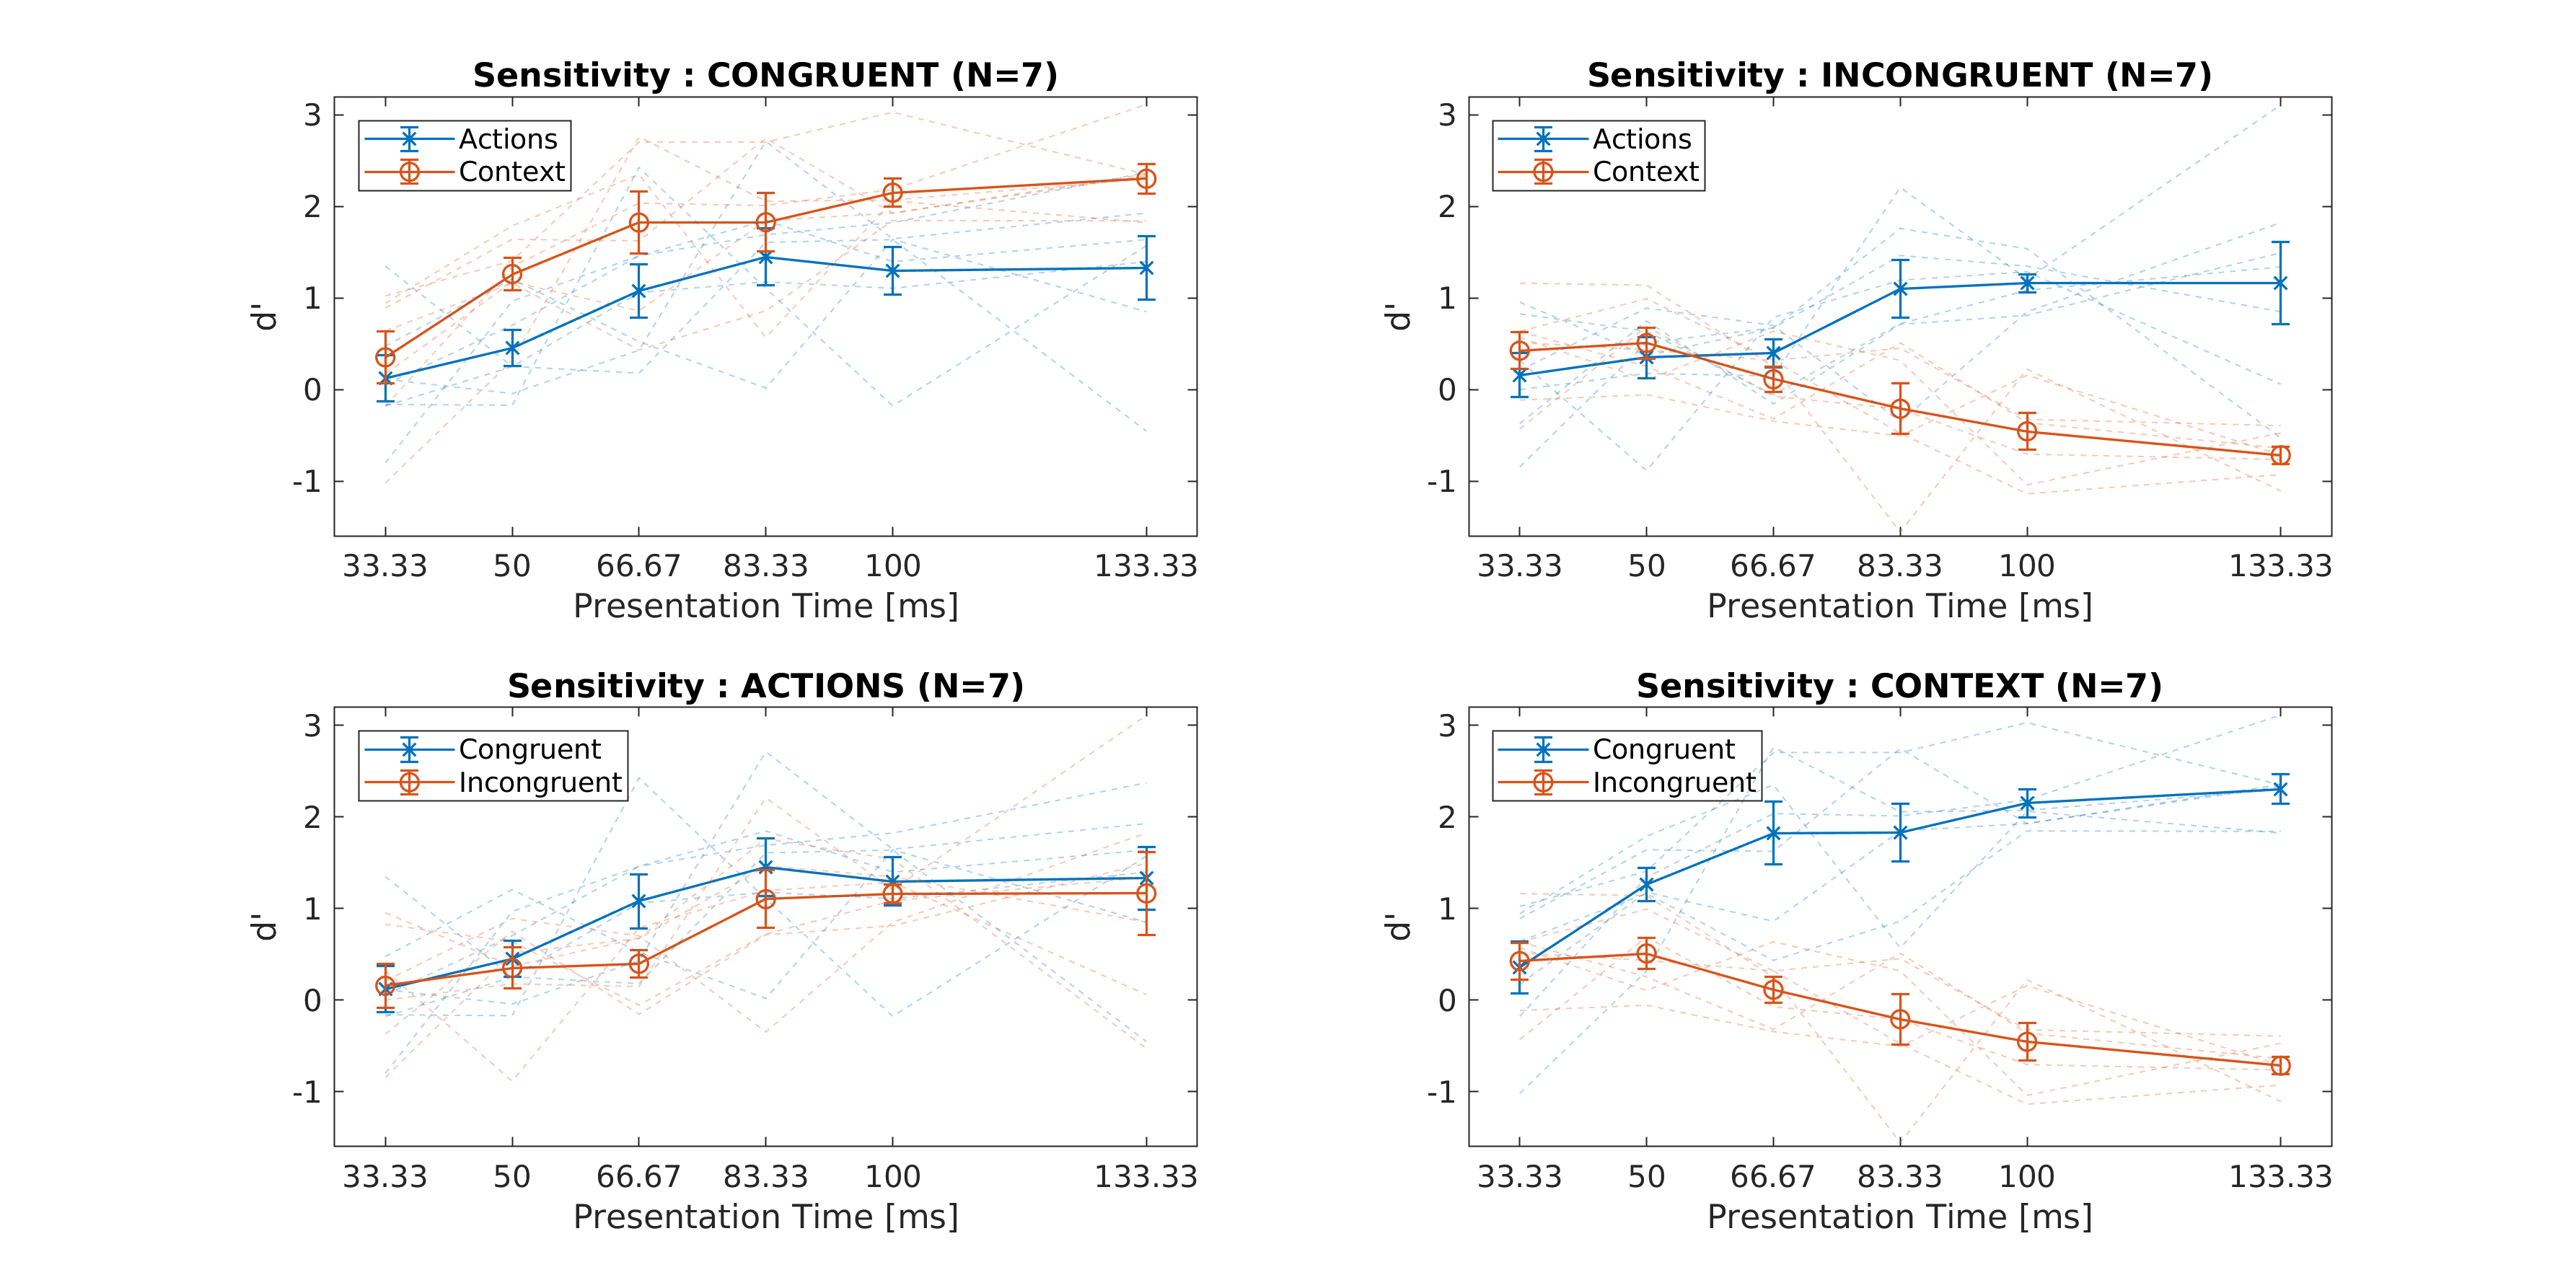 Sensitivity : CONGRUENT (N=7)
3
2
1
0
-1
d'
Actions
Context
33.33 50 66.67 83.33 100 133.33
Presentation Time [ms]
Sensitivity : INCONGRUENT (N=7)
3
2
1
0
-1
d'
Actions
Context
33.33 50 66.67 83.33 100 133.33
Presentation Time [ms]
Sensitivity : ACTIONS (N=7)
3
2
1
0
-1
d'
Congruent
Incongruent
33.33 50 66.67 83.33 100 133.33
Presentation Time [ms]
Sensitivity : CONTEXT (N=7)
3
2
1
0
-1
d'
Congruent
Incongruent
33.33 50 66.67 83.33 100 133.33
Presentation Time [ms]